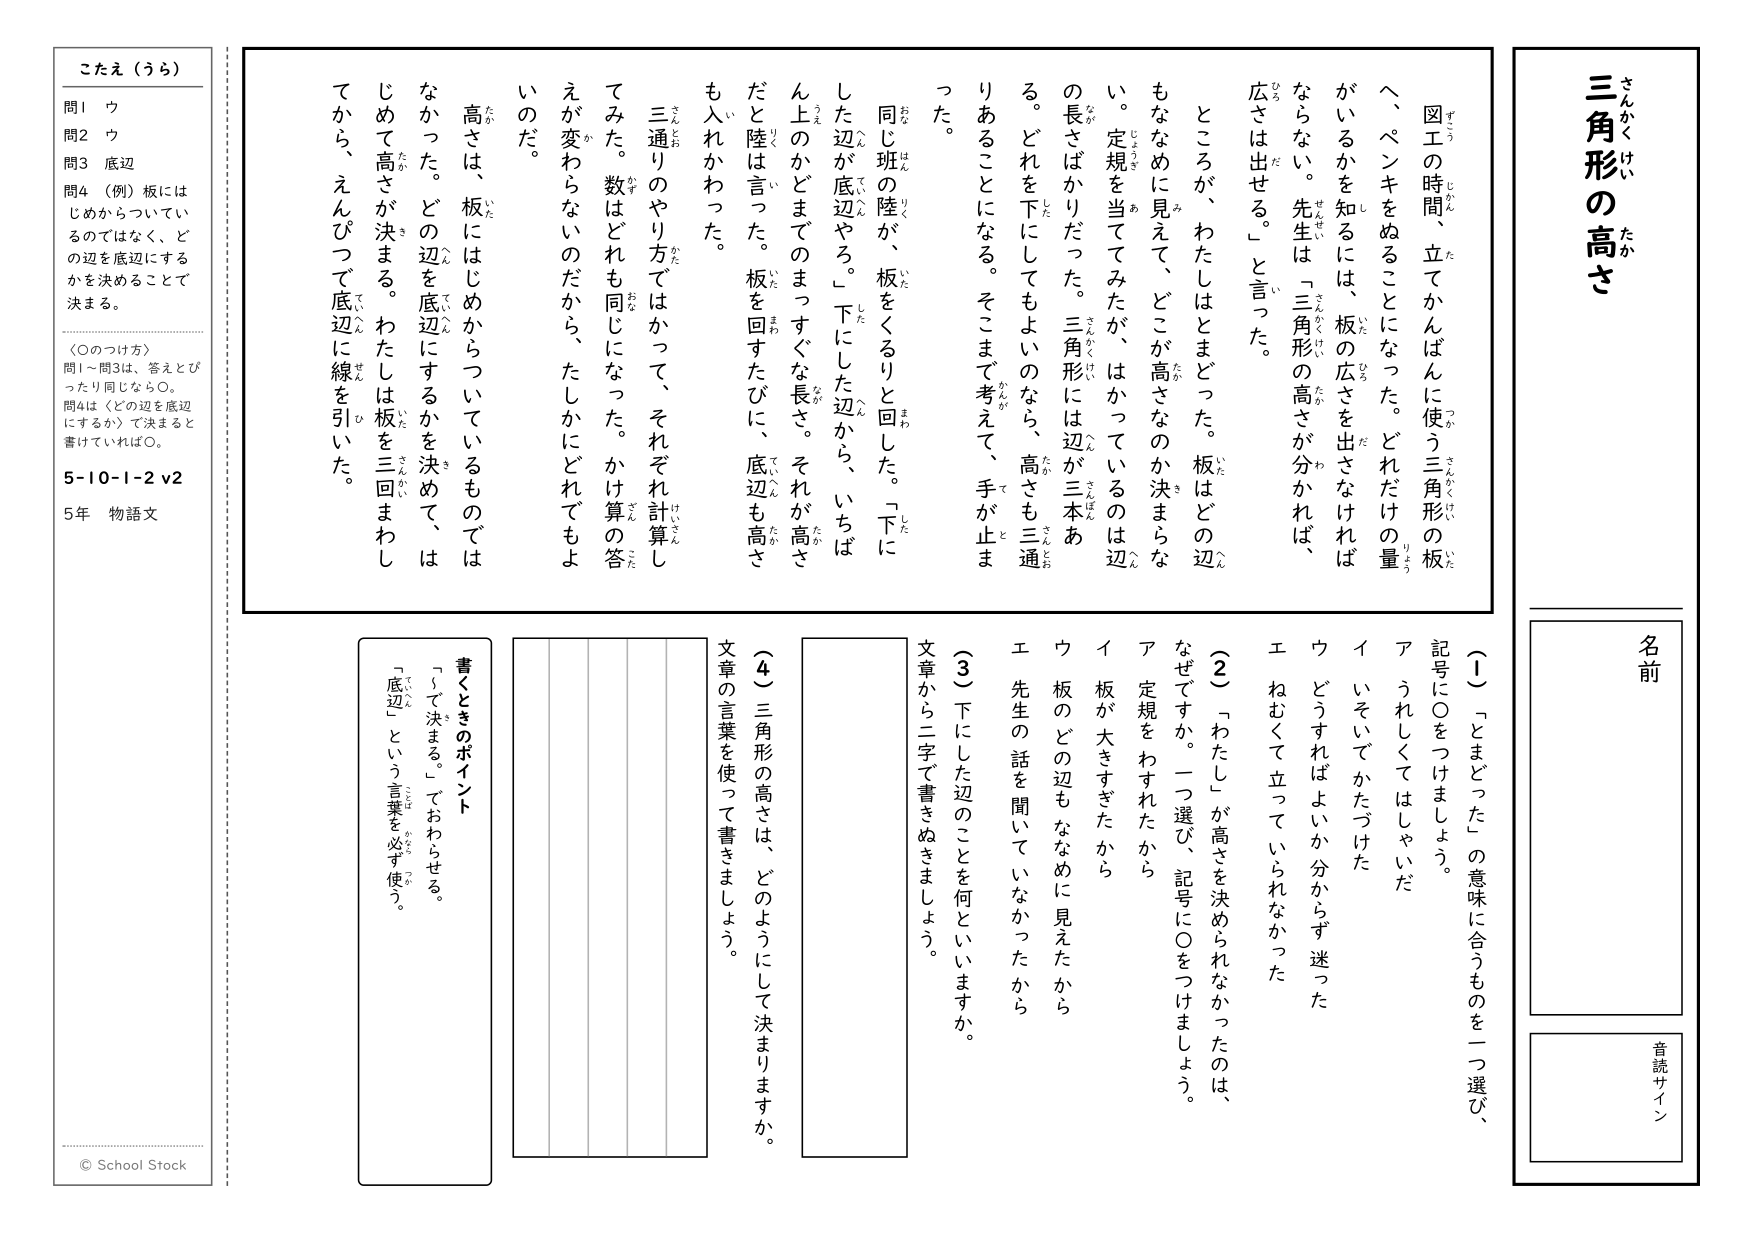 三角形の高さ
さんかくけい たか
名前
音読サイン
図工の時間、立てかんばんに使う三角形の板
へ、ペンキをぬることになった。どれだけの量
がいるかを知るには、板の広さを出さなければ
ならない。先生は「三角形の高さが分かれば、
広さは出せる。」と言った。
ところが、わたしはとまどった。板はどの辺
もななめに見えて、どこが高さなのか決まらな
い。定規を当ててみたが、はかっているのは辺
の長さばかりだった。三角形には辺が三本あ
る。どれを下にしてもよいのなら、高さも三通
りあることになる。そこまで考えて、手が止ま
った。
同じ班の陸が、板をくるりと回した。「下に
した辺が底辺やろ。」下にした辺から、いちば
ん上のかどまでのまっすぐな長さ。それが高さ
だと陸は言った。板を回すたびに、底辺も高さ
も入れかわった。
三通りのやり方ではかって、それぞれ計算し
てみた。数はどれも同じになった。かけ算の答
えが変わらないのだから、たしかにどれでもよ
いのだ。
高さは、板にはじめからついているものでは
なかった。どの辺を底辺にするかを決めて、は
じめて高さが決まる。わたしは板を三回まわし
てから、えんぴつで底辺に線を引いた。
(1)「とまどった」の意味に合うものを一つ選び、
記号に〇をつけましょう。
ア うれしくてはしゃいだ
イ いそいで かたづけた
ウ どうすれば よいか 分からず 迷った
エ ねむくて 立って いられなかった
(2)「わたし」が高さを決められなかったのは、
なぜですか。一つ選び、記号に〇をつけましょう。
ア 定規を わすれた から
イ 板が 大きすぎた から
ウ 板の どの辺も ななめに 見えた から
エ 先生の 話を 聞いて いなかった から
(3)下にした辺のことを何といいますか。
文章から二字で書きぬきましょう。
(4)三角形の高さは、どのようにして決まりますか。
文章の言葉を使って書きましょう。
書くときのポイント
「〜で決まる。」でおわらせる。
「底辺」という言葉を必ず使う。
こたえ(うら)
問1 ウ
問2 ウ
問3 底辺
問4 (例)板には
じめからついてい
るのではなく、ど
の辺を底辺にする
かを決めることで
決まる。
〈〇のつけ方〉
問1〜問3は、答えとぴ
ったり同じなら〇。
問4は〈どの辺を底辺
にするか〉で決まると
書けていれば〇。
5-10-1-2 v2
5年 物語文
© School Stock